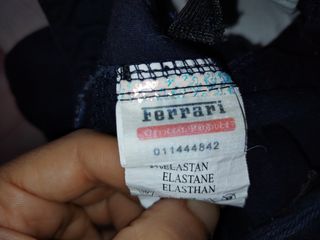 Ferrari
Official Product
011444842
ELASTAN
ELASTANE
ELASTHAN